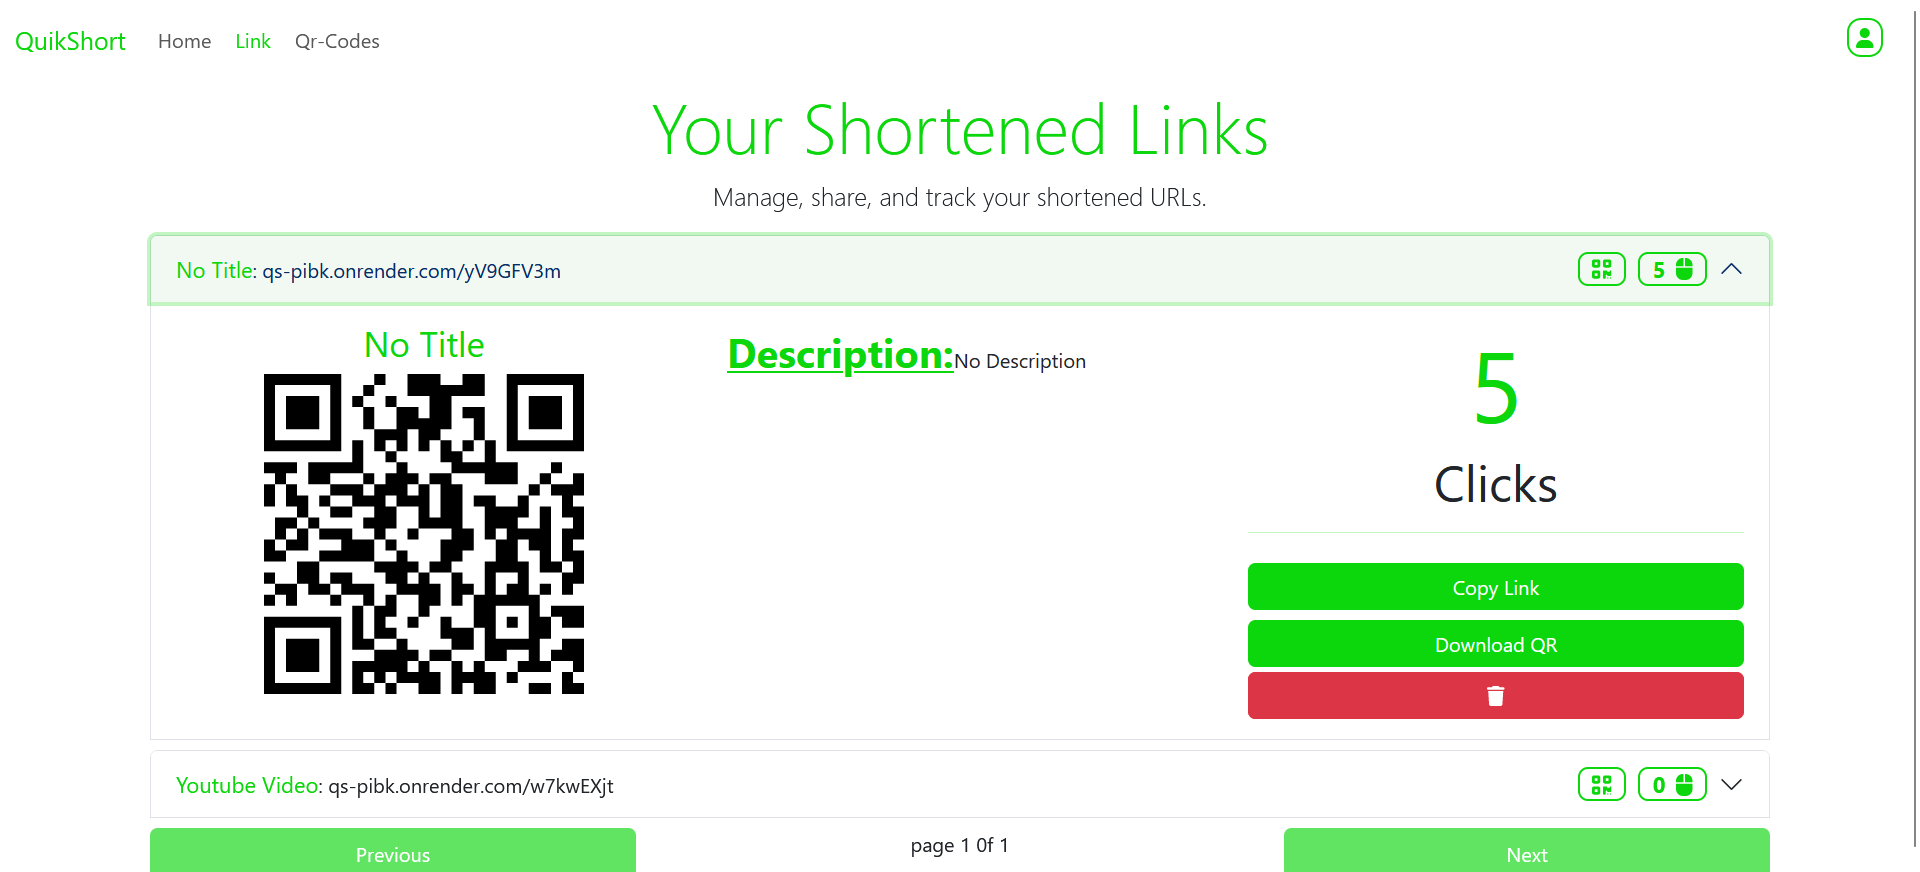 QuikShort Home Link Qr-Codes
Your Shortened Links
Manage, share, and track your shortened URLs.
No Title: qs-pibk.onrender.com/yV9GFV3m 5
No Title
Description:No Description
5
Clicks
Copy Link
Download QR
Youtube Video: qs-pibk.onrender.com/w7kwEXjt 0
Previous page 1 0f 1 Next